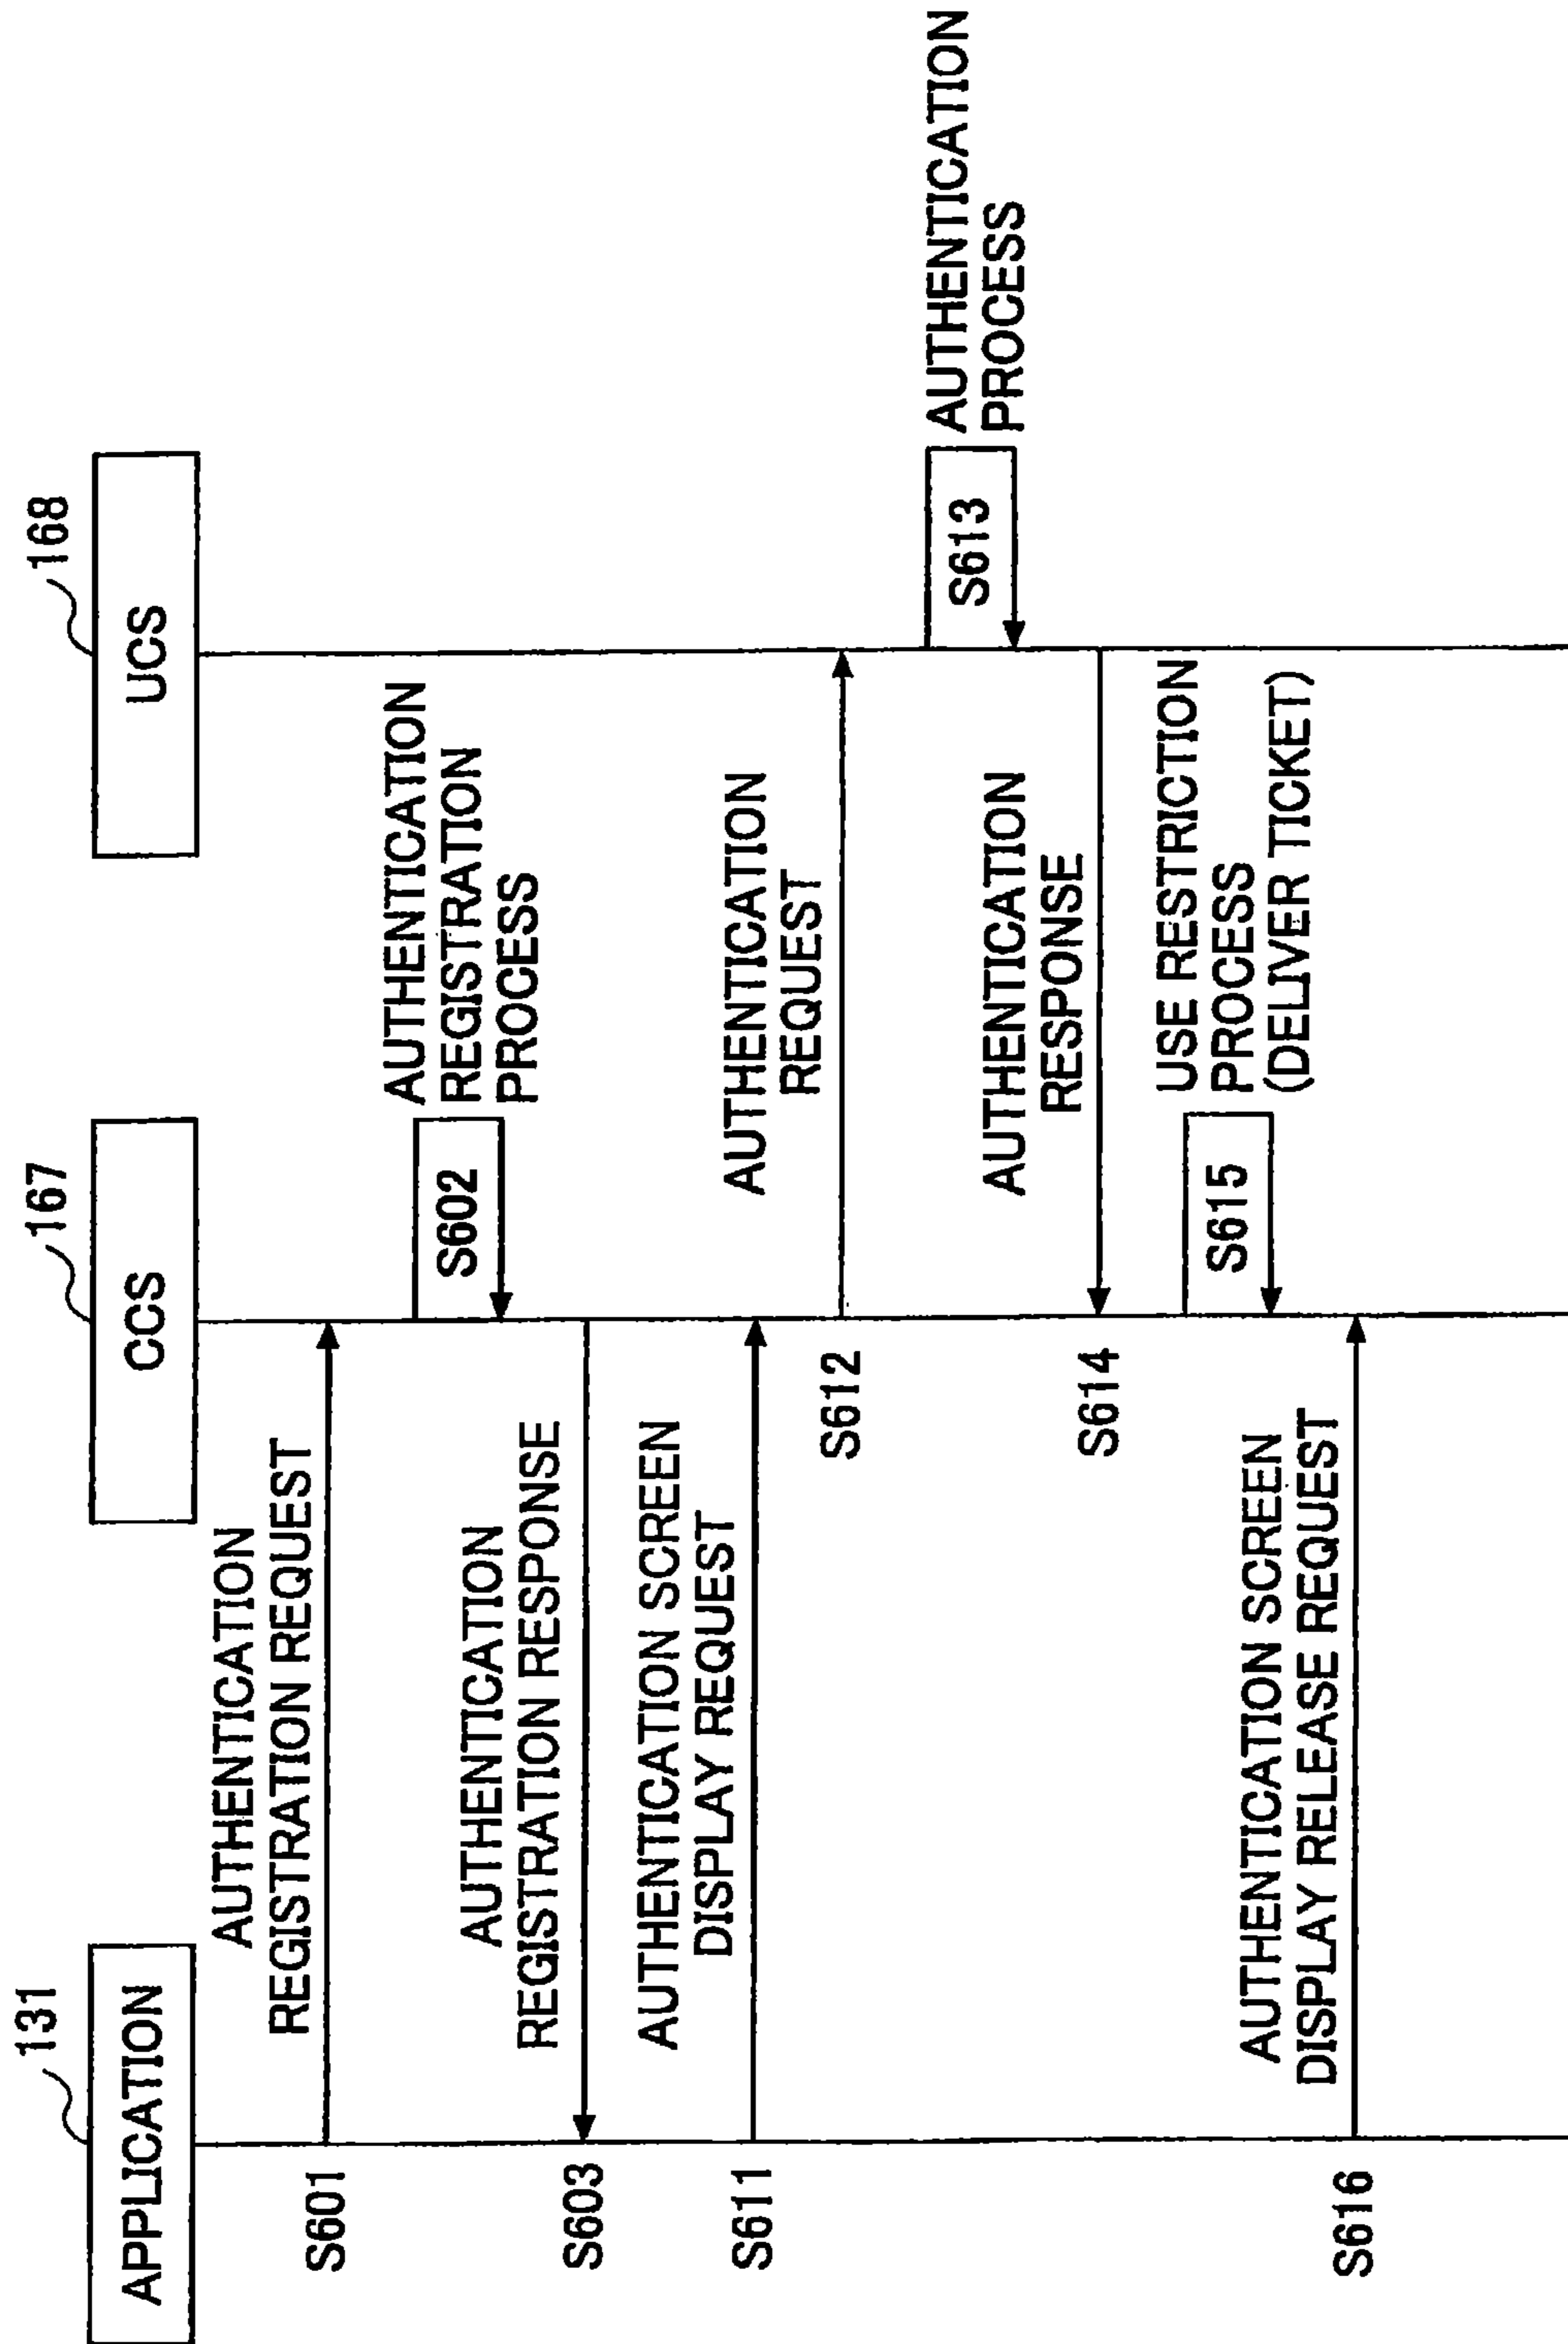 131
APPLICATION
167
CCS
168
UCS
S601
AUTHENTICATION
REGISTRATION REQUEST
S602
AUTHENTICATION
REGISTRATION
PROCESS
S603
AUTHENTICATION
REGISTRATION RESPONSE
S611
AUTHENTICATION SCREEN
DISPLAY REQUEST
S612
AUTHENTICATION
REQUEST
S613
AUTHENTICATION
PROCESS
S614
AUTHENTICATION
RESPONSE
S615
USE RESTRICTION
PROCESS
(DELIVER TICKET)
S616
AUTHENTICATION SCREEN
DISPLAY RELEASE REQUEST